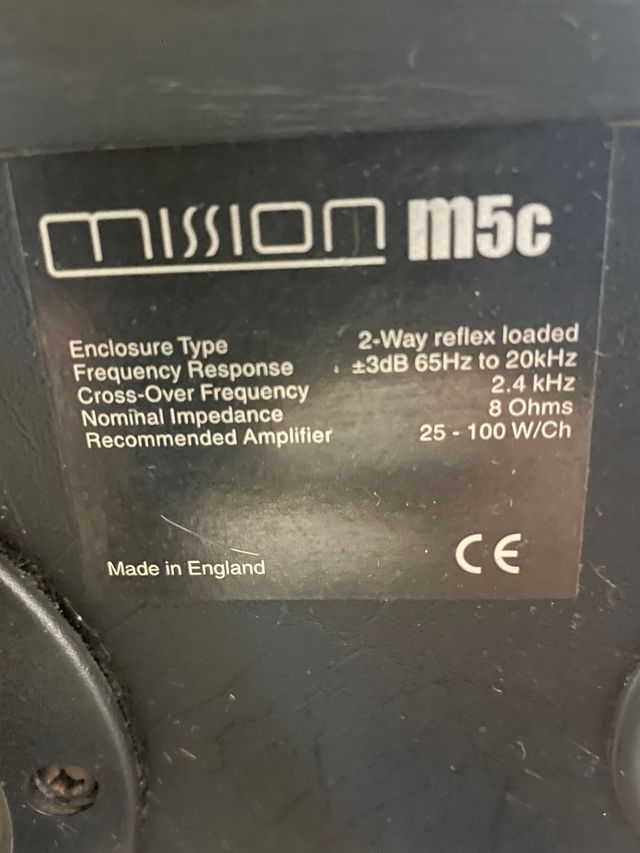 mission m5c
Enclosure Type 2-Way reflex loaded
Frequency Response ±3dB 65Hz to 20kHz
Cross-Over Frequency 2.4 kHz
Nominal Impedance 8 Ohms
Recommended Amplifier 25 - 100 W/Ch
Made in England CE